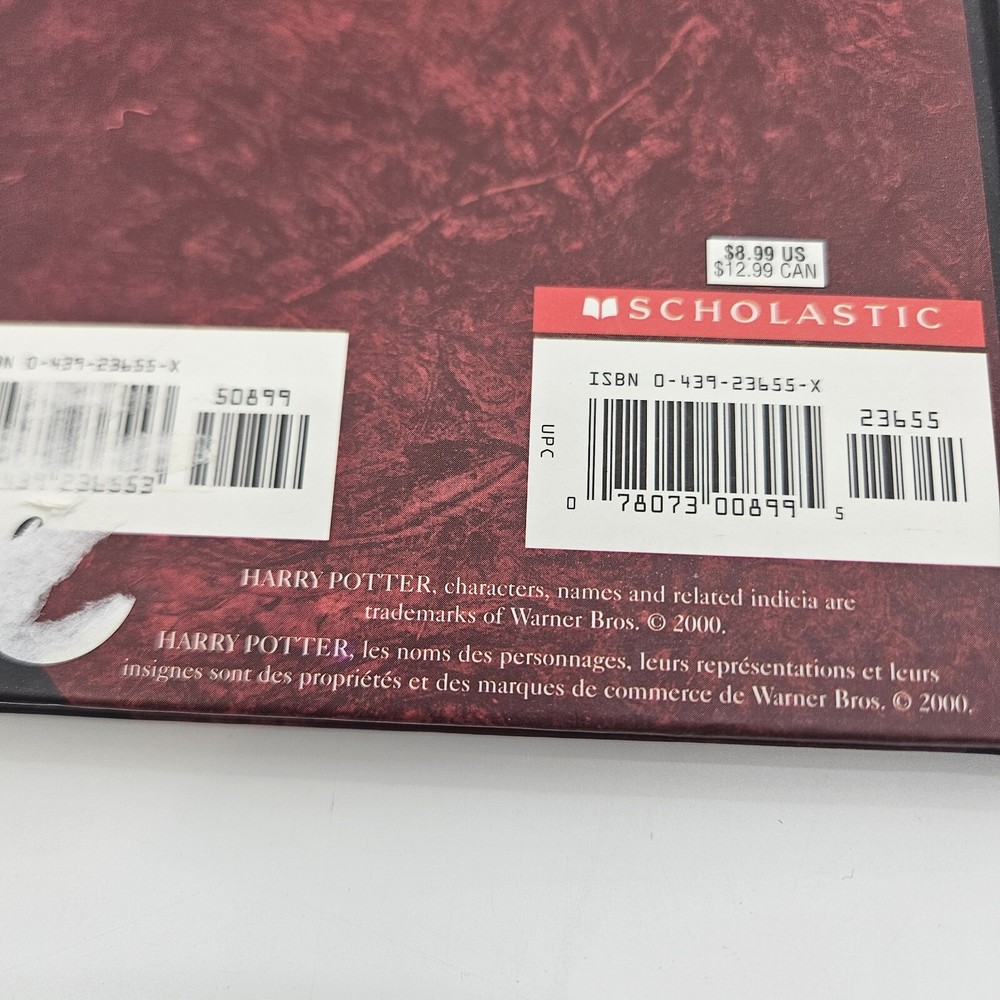 $8.99 US
$12.99 CAN
SCHOLASTIC
ISBN 0-439-23655-X
50899
ISBN 0-439-23655-X
23655
UPC
0 78073 00899 5
HARRY POTTER, characters, names and related indicia are
trademarks of Warner Bros. © 2000.
HARRY POTTER, les noms des personnages, leurs représentations et leurs
insignes sont des propriétés et des marques de commerce de Warner Bros. © 2000.